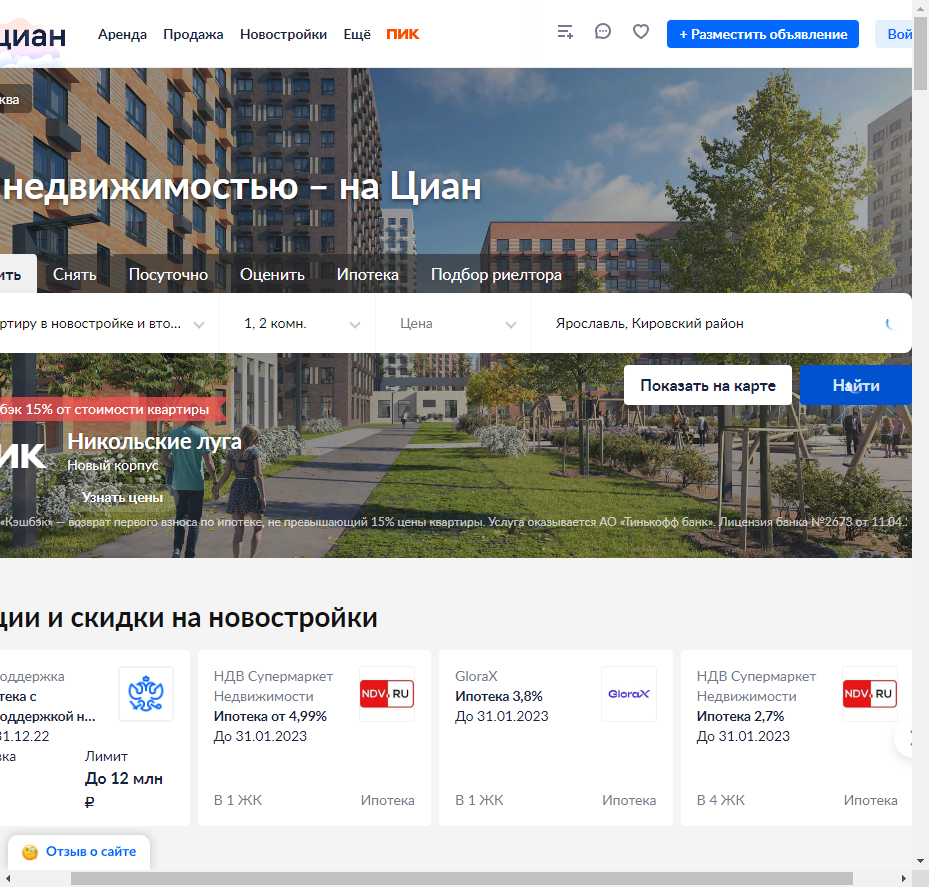 циан
Аренда Продажа Новостройки Ещё ПИК + Разместить объявление Вой
ква
недвижимостью – на Циан
ить Снять Посуточно Оценить Ипотека Подбор риелтора
ртиру в новостройке и вто... 1, 2 комн. Цена Ярославль, Кировский район
Показать на карте Найти
бэк 15% от стоимости квартиры
ИК Никольские луга
Новый корпус
Узнать цены
«Кэшбэк» — возврат первого взноса по ипотеке, не превышающий 15% цены квартиры. Услуга оказывается АО «Тинькофф банк». Лицензия банка №2673 от 11.04.
ции и скидки на новостройки
оддержка
тека с
оддержкой н...
31.12.22
вка Лимит
До 12 млн
₽
НДВ Супермаркет
Недвижимости
Ипотека от 4,99%
До 31.01.2023
NDV.RU
В 1 ЖК Ипотека
GloraX
Ипотека 3,8%
До 31.01.2023
GloraX
В 1 ЖК Ипотека
НДВ Супермаркет
Недвижимости
Ипотека 2,7%
До 31.01.2023
NDV.RU
В 4 ЖК Ипотека
Отзыв о сайте